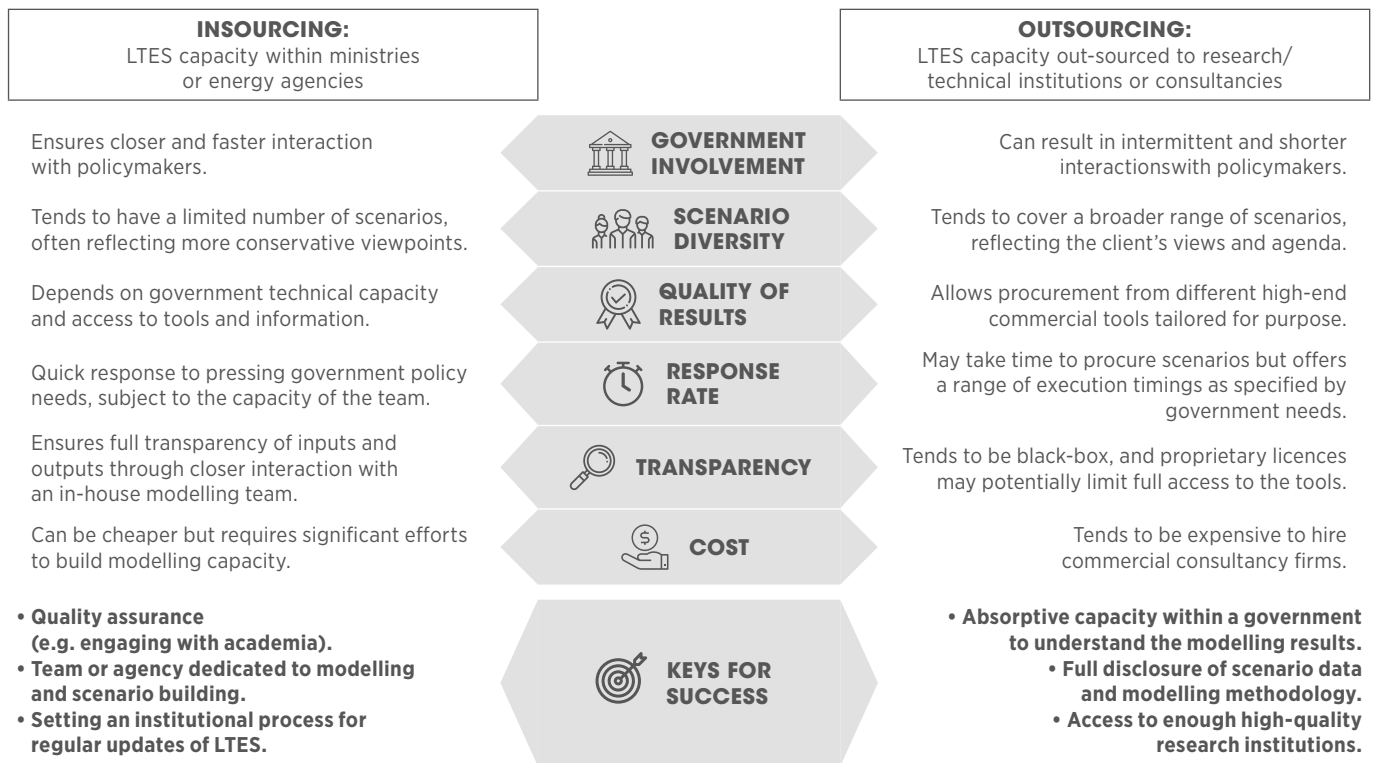 INSOURCING:
LTES capacity within ministries
or energy agencies
OUTSOURCING:
LTES capacity out-sourced to research/
technical institutions or consultancies
Ensures closer and faster interaction
with policymakers.
GOVERNMENT
INVOLVEMENT
Can result in intermittent and shorter
interactionswith policymakers.
Tends to have a limited number of scenarios,
often reflecting more conservative viewpoints.
SCENARIO
DIVERSITY
Tends to cover a broader range of scenarios,
reflecting the client's views and agenda.
Depends on government technical capacity
and access to tools and information.
QUALITY OF
RESULTS
Allows procurement from different high-end
commercial tools tailored for purpose.
Quick response to pressing government policy
needs, subject to the capacity of the team.
RESPONSE
RATE
May take time to procure scenarios but offers
a range of execution timings as specified by
government needs.
Ensures full transparency of inputs and
outputs through closer interaction with
an in-house modelling team.
TRANSPARENCY
Tends to be black-box, and proprietary licences
may potentially limit full access to the tools.
Can be cheaper but requires significant efforts
to build modelling capacity.
$
COST
Tends to be expensive to hire
commercial consultancy firms.
• Quality assurance
(e.g. engaging with academia).
• Team or agency dedicated to modelling
and scenario building.
• Setting an institutional process for
regular updates of LTES.
KEYS FOR
SUCCESS
• Absorptive capacity within a government
to understand the modelling results.
• Full disclosure of scenario data
and modelling methodology.
• Access to enough high-quality
research institutions.